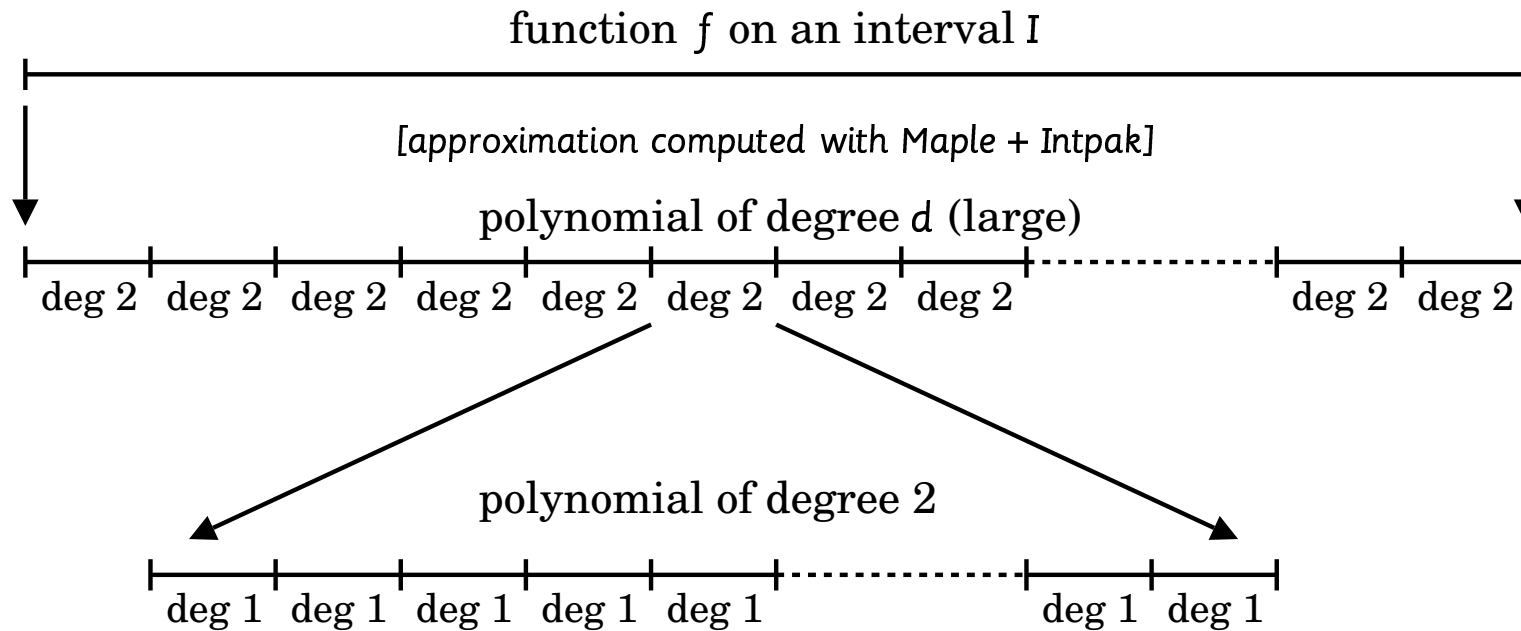 function f on an interval I
[approximation computed with Maple + Intpak]
polynomial of degree d (large)
deg 2 deg 2 deg 2 deg 2 deg 2 deg 2 deg 2 deg 2 deg 2 deg 2
polynomial of degree 2
deg 1 deg 1 deg 1 deg 1 deg 1 deg 1 deg 1